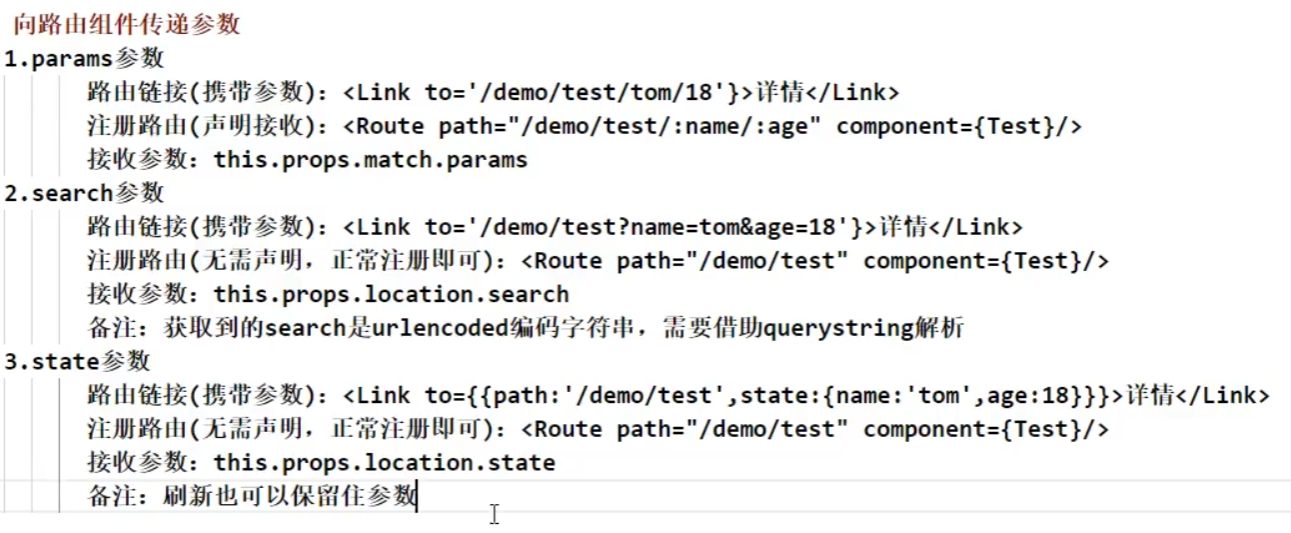 向路由组件传递参数
1.params参数
路由链接(携带参数)：<Link to='/demo/test/tom/18'}>详情</Link>
注册路由(声明接收)：<Route path="/demo/test/:name/:age" component={Test}/>
接收参数：this.props.match.params
2.search参数
路由链接(携带参数)：<Link to='/demo/test?name=tom&age=18'}>详情</Link>
注册路由(无需声明，正常注册即可)：<Route path="/demo/test" component={Test}/>
接收参数：this.props.location.search
备注：获取到的search是urlencoded编码字符串，需要借助querystring解析
3.state参数
路由链接(携带参数)：<Link to={{path:'/demo/test',state:{name:'tom',age:18}}}>详情</Link>
注册路由(无需声明，正常注册即可)：<Route path="/demo/test" component={Test}/>
接收参数：this.props.location.state
备注：刷新也可以保留住参数